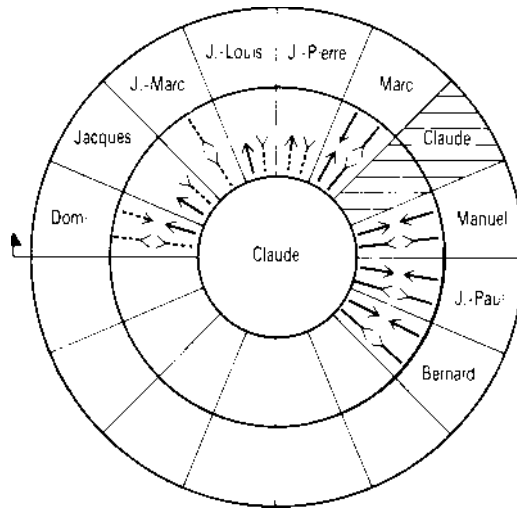 J.-Louis
J.-Pierre
J.-Marc
Marc
Jacques
Claude
Dom.
Manuel
Claude
J.-Paul
Bernard